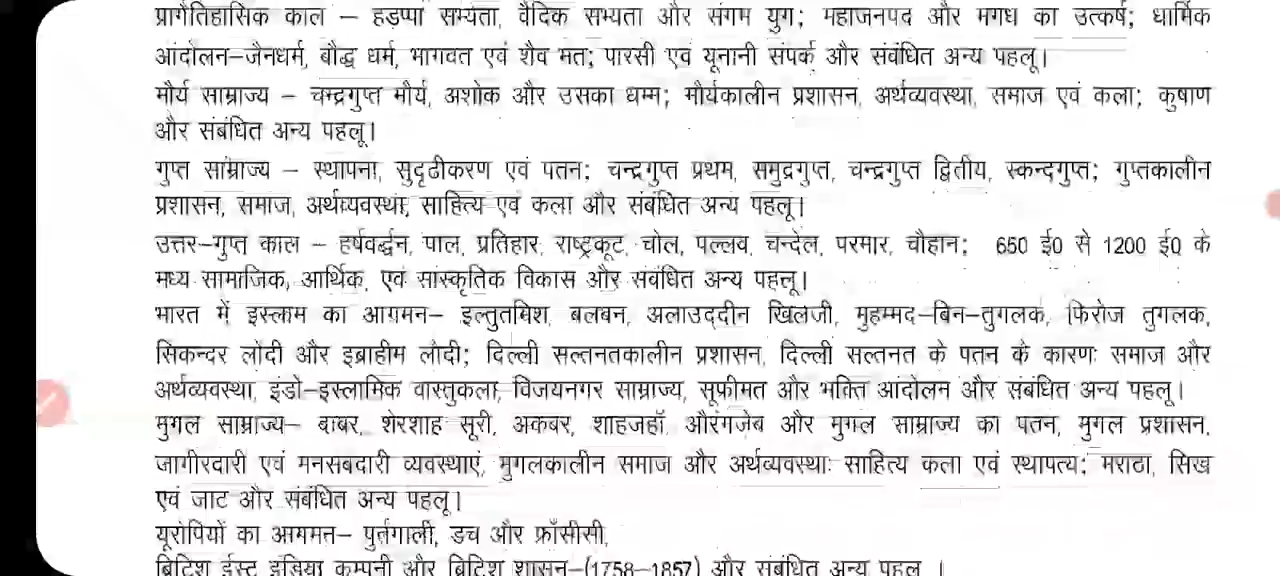 प्रागैतिहासिक काल – हड़प्पा सभ्यता, वैदिक सभ्यता और संगम युग; महाजनपद और मगध का उत्कर्ष; धार्मिक
आंदोलन–जैनधर्म, बौद्ध धर्म, भागवत एवं शैव मत; पारसी एवं यूनानी संपर्क और संबंधित अन्य पहलू।
मौर्य साम्राज्य – चन्द्रगुप्त मौर्य, अशोक और उसका धम्म; मौर्यकालीन प्रशासन, अर्थव्यवस्था, समाज एवं कला; कुषाण
और संबंधित अन्य पहलू।
गुप्त साम्राज्य – स्थापना, सुदृढीकरण एवं पतन; चन्द्रगुप्त प्रथम, समुद्रगुप्त, चन्द्रगुप्त द्वितीय, स्कन्दगुप्त; गुप्तकालीन
प्रशासन, समाज, अर्थव्यवस्था, साहित्य एवं कला और संबंधित अन्य पहलू।
उत्तर–गुप्त काल – हर्षवर्द्धन, पाल, प्रतिहार, राष्ट्रकूट, चोल, पल्लव, चन्देल, परमार, चौहान; 650 ई0 से 1200 ई0 के
मध्य सामाजिक, आर्थिक, एवं सांस्कृतिक विकास और संबंधित अन्य पहलू।
भारत में इस्लाम का आगमन– इल्तुतमिश, बलबन, अलाउद्दीन खिलजी, मुहम्मद–बिन–तुगलक, फिरोज तुगलक,
सिकन्दर लोदी और इब्राहीम लोदी; दिल्ली सल्तनतकालीन प्रशासन, दिल्ली सल्तनत के पतन के कारणः समाज और
अर्थव्यवस्था, इंडो–इस्लामिक वास्तुकला, विजयनगर साम्राज्य, सूफीमत और भक्ति आंदोलन और संबंधित अन्य पहलू।
मुगल साम्राज्य– बाबर, शेरशाह सूरी, अकबर, शाहजहॉ, औरंगजेब और मुगल साम्राज्य का पतन, मुगल प्रशासन,
जागीरदारी एवं मनसबदारी व्यवस्थाएं, मुगलकालीन समाज और अर्थव्यवस्थाः साहित्य कला एवं स्थापत्य; मराठा, सिख
एवं जाट और संबंधित अन्य पहलू।
यूरोपियों का आगमन– पुर्तगाली, डच और फ्राँसीसी,
ब्रिटिश ईस्ट इंडिया कम्पनी और ब्रिटिश शासन–(1758–1857) और संबंधित अन्य पहलू ।